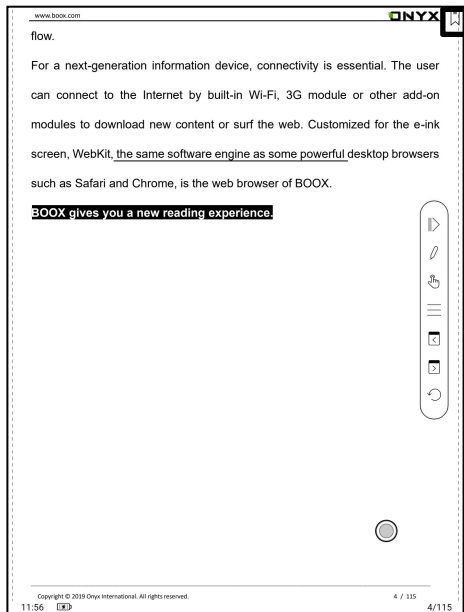 www.boox.com
ONYX
flow.
For a next-generation information device, connectivity is essential. The user
can connect to the Internet by built-in Wi-Fi, 3G module or other add-on
modules to download new content or surf the web. Customized for the e-ink
screen, WebKit, the same software engine as some powerful desktop browsers
such as Safari and Chrome, is the web browser of BOOX.
BOOX gives you a new reading experience.
Copyright © 2019 Onyx International. All rights reserved.
4 / 115
11:56
4/115